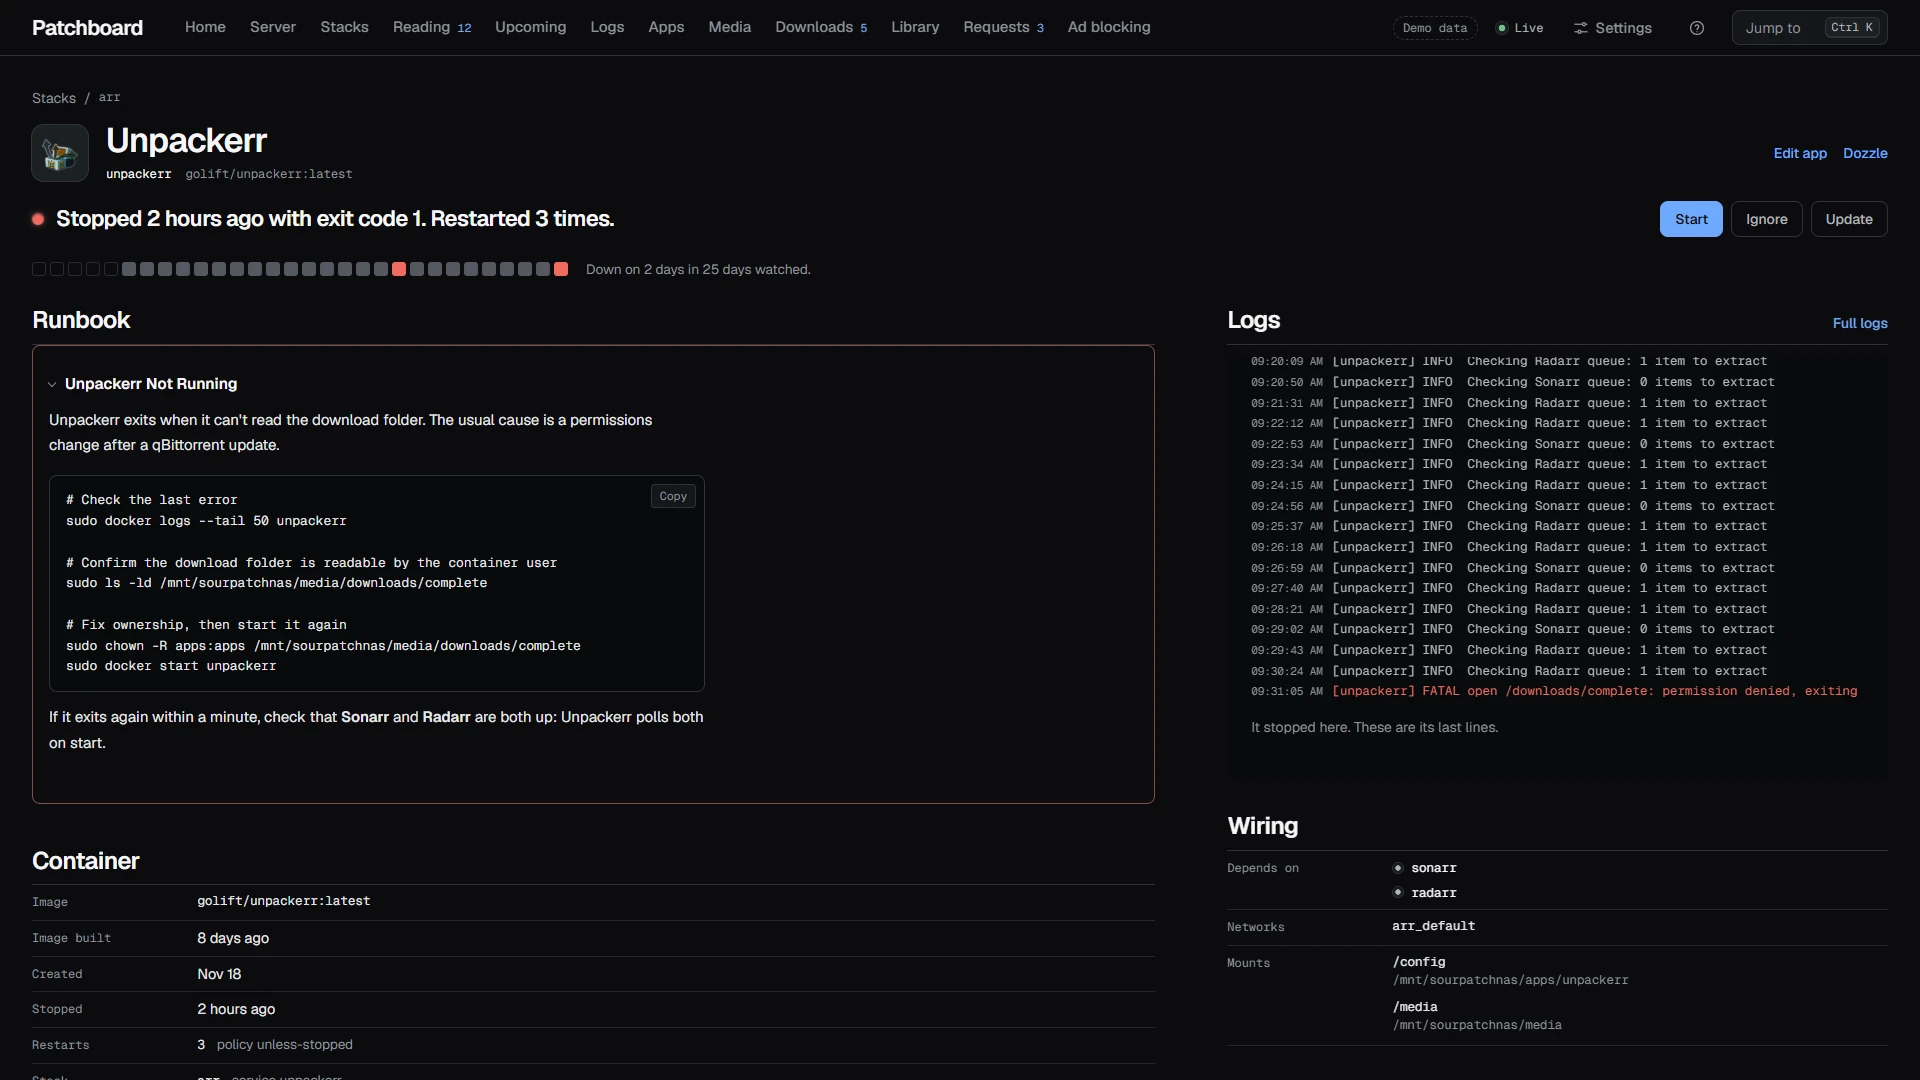 Patchboard
Home
Server
Stacks
Reading 12
Upcoming
Logs
Apps
Media
Downloads 5
Library
Requests 3
Ad blocking
Demo data
Live
Settings
Jump to
Ctrl K
Stacks / arr
Unpackerr
unpackerr golift/unpackerr:latest
Edit app
Dozzle
Stopped 2 hours ago with exit code 1. Restarted 3 times.
Start
Ignore
Update
Down on 2 days in 25 days watched.
Runbook
Unpackerr Not Running
Unpackerr exits when it can't read the download folder. The usual cause is a permissions
change after a qBittorrent update.
Copy
# Check the last error
sudo docker logs --tail 50 unpackerr
# Confirm the download folder is readable by the container user
sudo ls -ld /mnt/sourpatchnas/media/downloads/complete
# Fix ownership, then start it again
sudo chown -R apps:apps /mnt/sourpatchnas/media/downloads/complete
sudo docker start unpackerr
If it exits again within a minute, check that Sonarr and Radarr are both up: Unpackerr polls both
on start.
Container
Image golift/unpackerr:latest
Image built 8 days ago
Created Nov 18
Stopped 2 hours ago
Restarts 3 policy unless-stopped
Stack arr service unpackerr
Logs
Full logs
09:20:09 AM [unpackerr] INFO Checking Radarr queue: 1 item to extract
09:20:50 AM [unpackerr] INFO Checking Sonarr queue: 0 items to extract
09:21:31 AM [unpackerr] INFO Checking Radarr queue: 1 item to extract
09:22:12 AM [unpackerr] INFO Checking Radarr queue: 1 item to extract
09:22:53 AM [unpackerr] INFO Checking Sonarr queue: 0 items to extract
09:23:34 AM [unpackerr] INFO Checking Radarr queue: 1 item to extract
09:24:15 AM [unpackerr] INFO Checking Radarr queue: 1 item to extract
09:24:56 AM [unpackerr] INFO Checking Sonarr queue: 0 items to extract
09:25:37 AM [unpackerr] INFO Checking Radarr queue: 1 item to extract
09:26:18 AM [unpackerr] INFO Checking Radarr queue: 1 item to extract
09:26:59 AM [unpackerr] INFO Checking Sonarr queue: 0 items to extract
09:27:40 AM [unpackerr] INFO Checking Radarr queue: 1 item to extract
09:28:21 AM [unpackerr] INFO Checking Radarr queue: 1 item to extract
09:29:02 AM [unpackerr] INFO Checking Sonarr queue: 0 items to extract
09:29:43 AM [unpackerr] INFO Checking Radarr queue: 1 item to extract
09:30:24 AM [unpackerr] INFO Checking Radarr queue: 1 item to extract
09:31:05 AM [unpackerr] FATAL open /downloads/complete: permission denied, exiting
It stopped here. These are its last lines.
Wiring
Depends on sonarr
radarr
Networks arr_default
Mounts /config
/mnt/sourpatchnas/apps/unpackerr
/media
/mnt/sourpatchnas/media